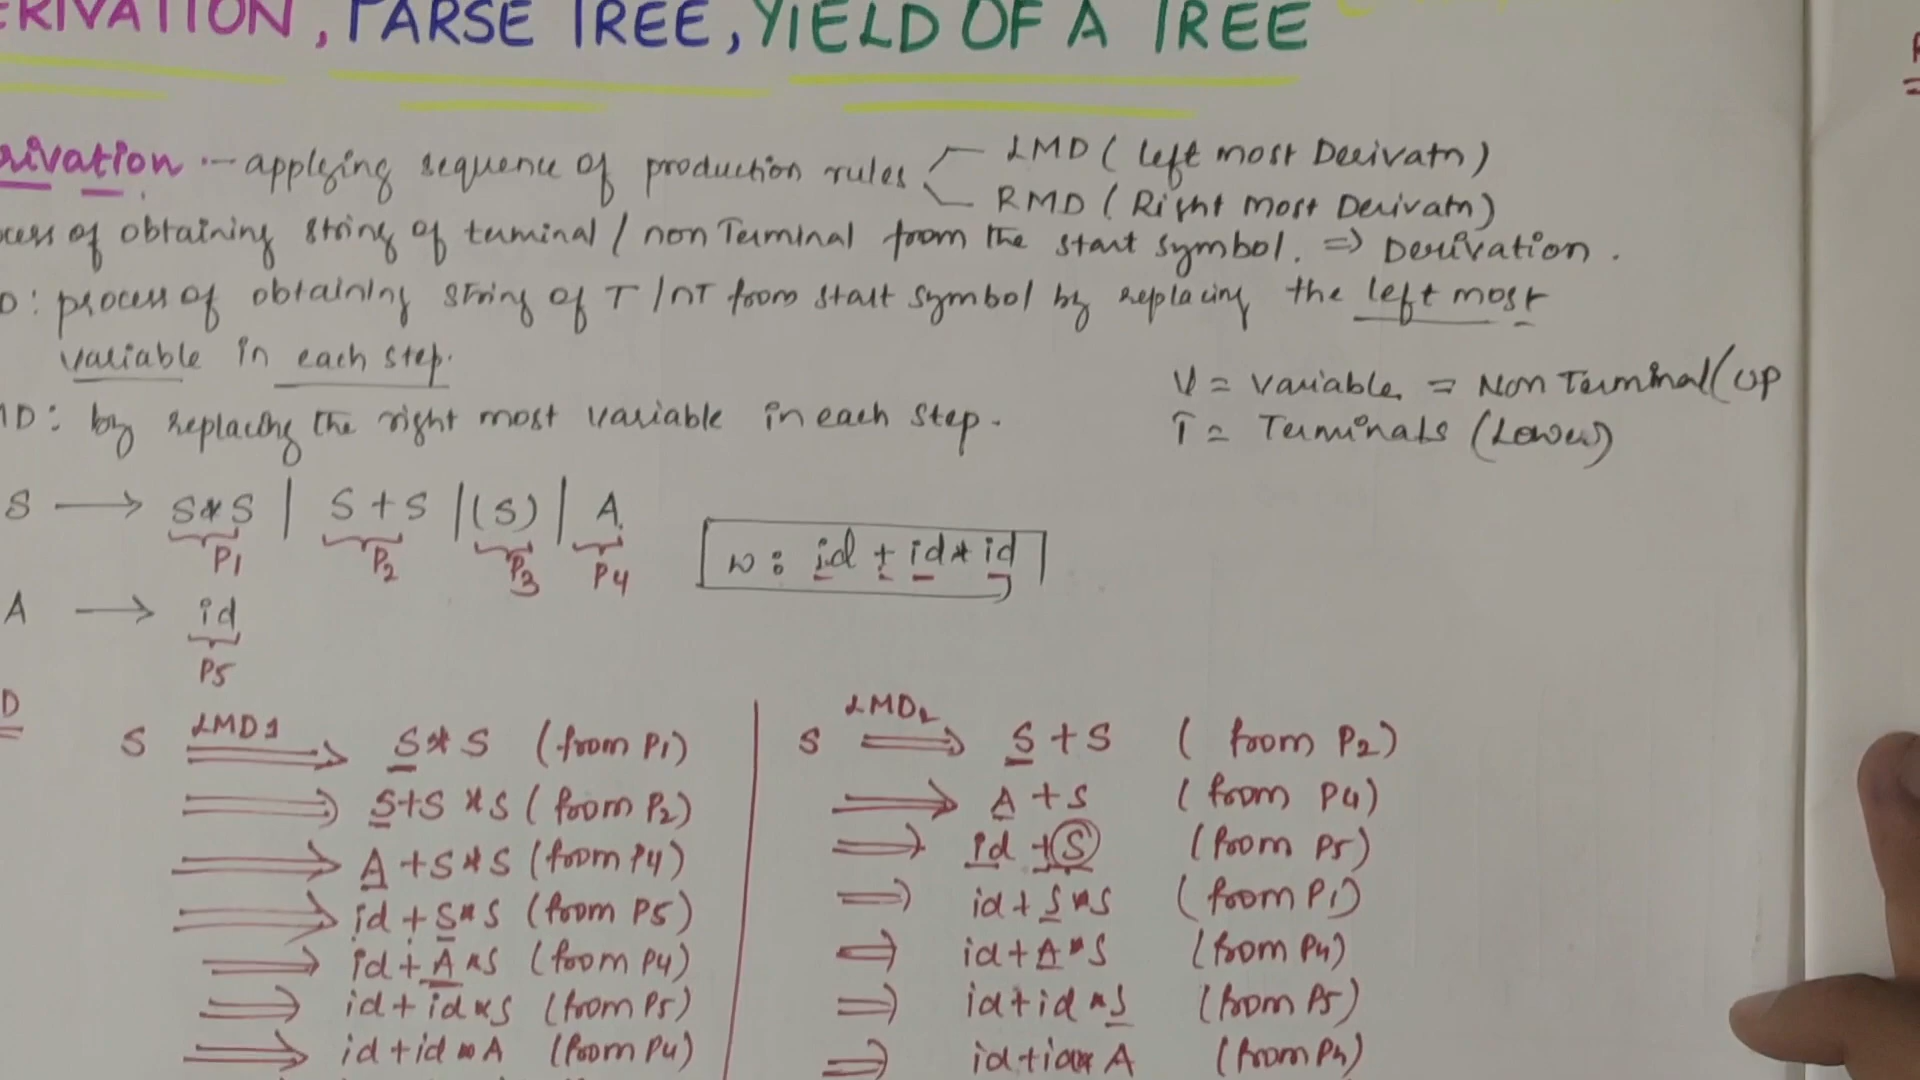 ERIVATION, PARSE TREE, YIELD OF A TREE
rivation :- applying sequence of production rules
LMD ( left most Derivatn )
RMD ( Right most Derivatn )
cess of obtaining string of terminal / non Terminal from the start symbol. => Derivation .
D : process of obtaining string of T / nT from start symbol by replacing the left most
variable in each step.
MD : by replacing the right most variable in each step .
V = variable = Non Terminal ( UP
T = Terminals ( Lower )
S → S*S | S+S | (S) | A
P1 P2 P3 P4
w : id + id * id
A → id
P5
D
S LMD1 => S*S (from P1)
=> S+S *S (from P2)
=> A +S*S (from P4)
=> id + S*S (from P5)
=> id + A *S (from P4)
=> id + id *S (from P5)
=> id + id * A (from P4)
S LMD2 => S+S ( from P2)
=> A +S ( from P4)
=> id +S (from P5)
=> id + S*S (from P1)
=> id + A*S (from P4)
=> id + id *S (from P5)
=> id + id * A (from P4)